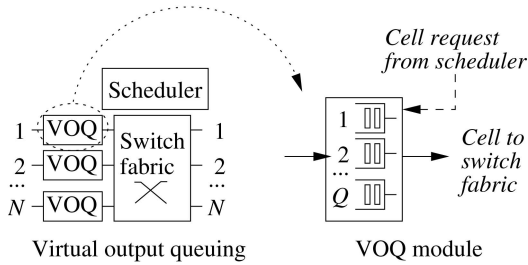 Cell request
from scheduler
Scheduler
1 VOQ 1
Switch
fabric
2 VOQ 2
... ...
N VOQ N
1
2
...
Q
Cell to
switch
fabric
Virtual output queuing
VOQ module